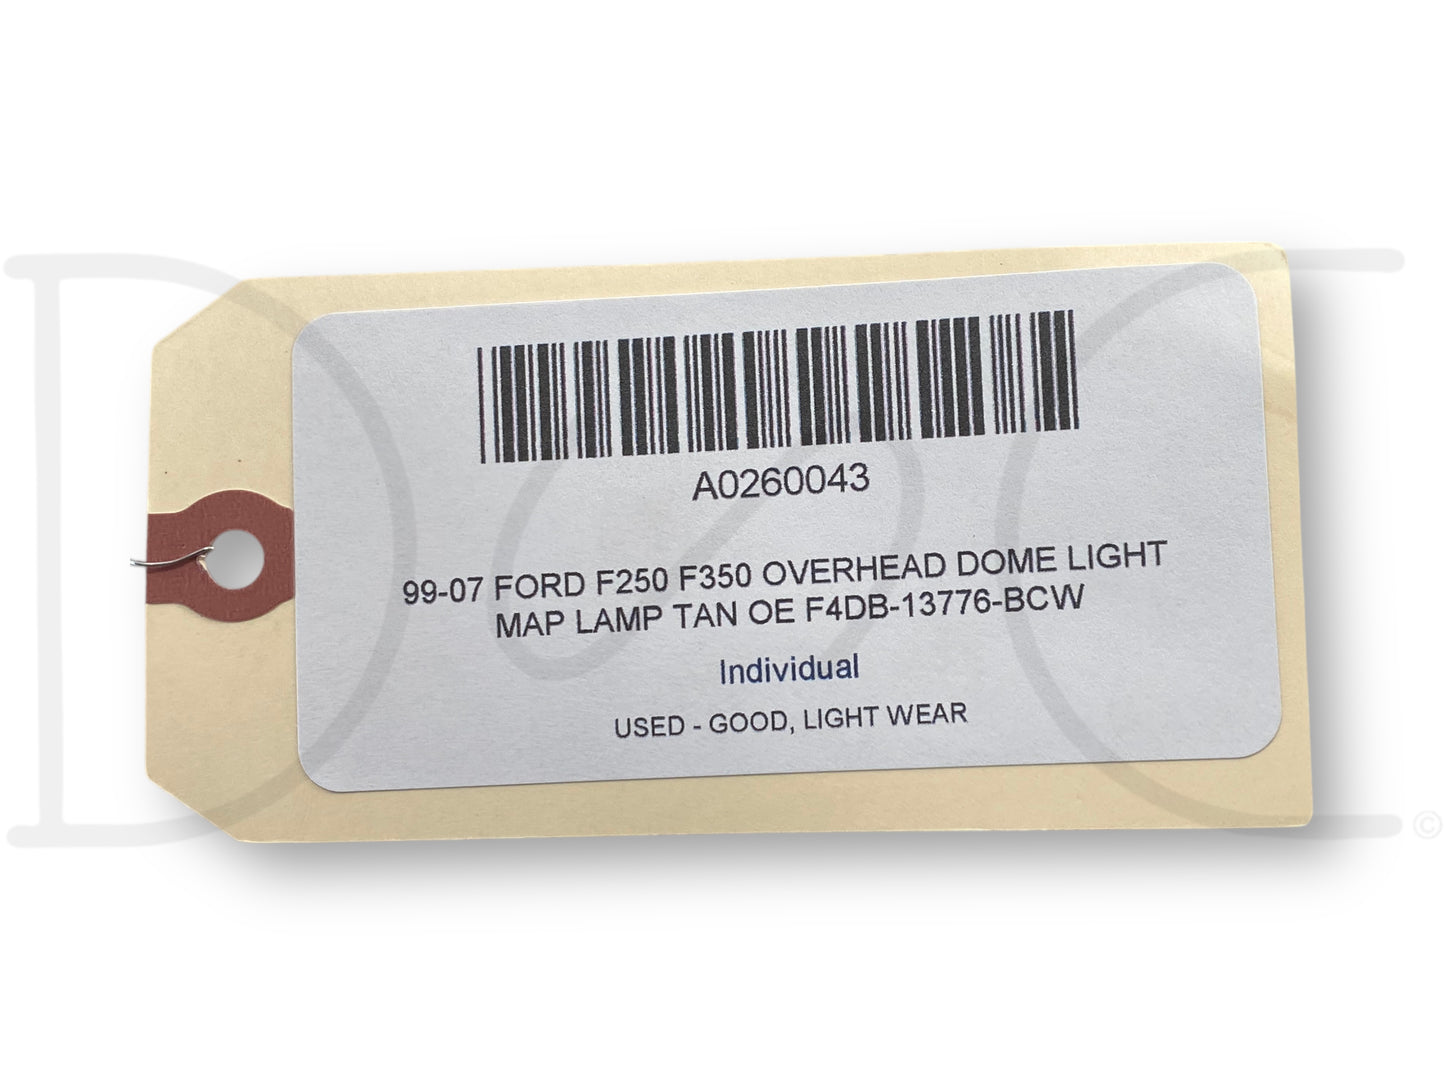 A0260043
99-07 FORD F250 F350 OVERHEAD DOME LIGHT
MAP LAMP TAN OE F4DB-13776-BCW
Individual
USED - GOOD, LIGHT WEAR
©